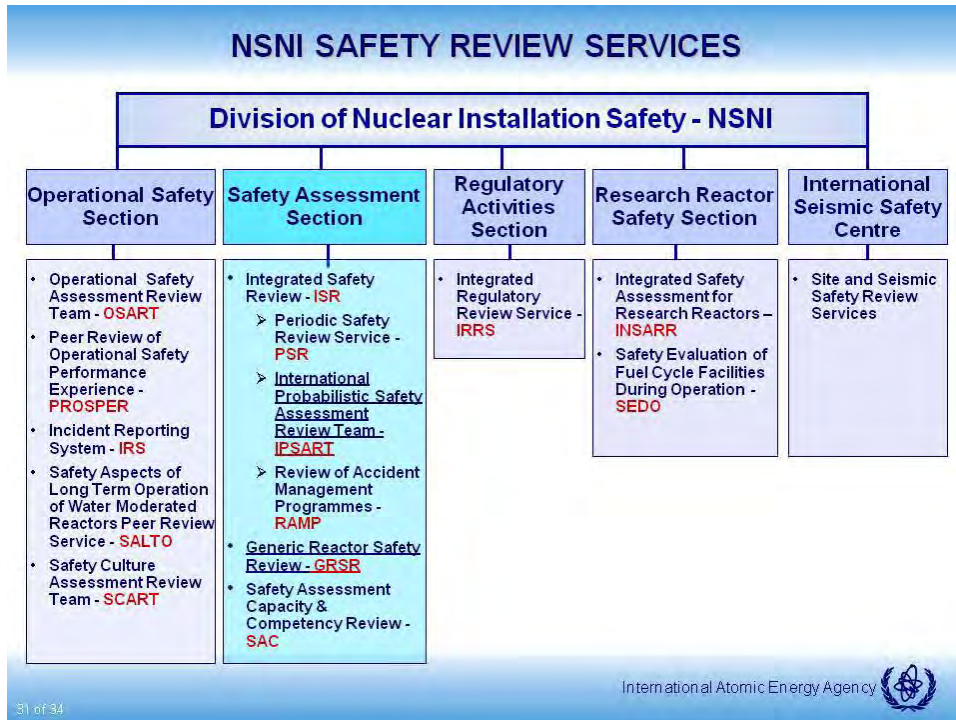 NSNI SAFETY REVIEW SERVICES
Division of Nuclear Installation Safety - NSNI
Operational Safety
Section
• Operational Safety
Assessment Review
Team - OSART
• Peer Review of
Operational Safety
Performance
Experience -
PROSPER
• Incident Reporting
System - IRS
• Safety Aspects of
Long Term Operation
of Water Moderated
Reactors Peer Review
Service - SALTO
• Safety Culture
Assessment Review
Team - SCART
Safety Assessment
Section
• Integrated Safety
Review - ISR
➢ Periodic Safety
Review Service -
PSR
➢ International
Probabilistic Safety
Assessment
Review Team -
IPSART
➢ Review of Accident
Management
Programmes -
RAMP
• Generic Reactor Safety
Review - GRSR
• Safety Assessment
Capacity &
Competency Review -
SAC
Regulatory
Activities
Section
• Integrated
Regulatory
Review Service -
IRRS
Research Reactor
Safety Section
• Integrated Safety
Assessment for
Research Reactors –
INSARR
• Safety Evaluation of
Fuel Cycle Facilities
During Operation -
SEDO
International
Seismic Safety
Centre
• Site and Seismic
Safety Review
Services
International Atomic Energy Agency
31 of 34